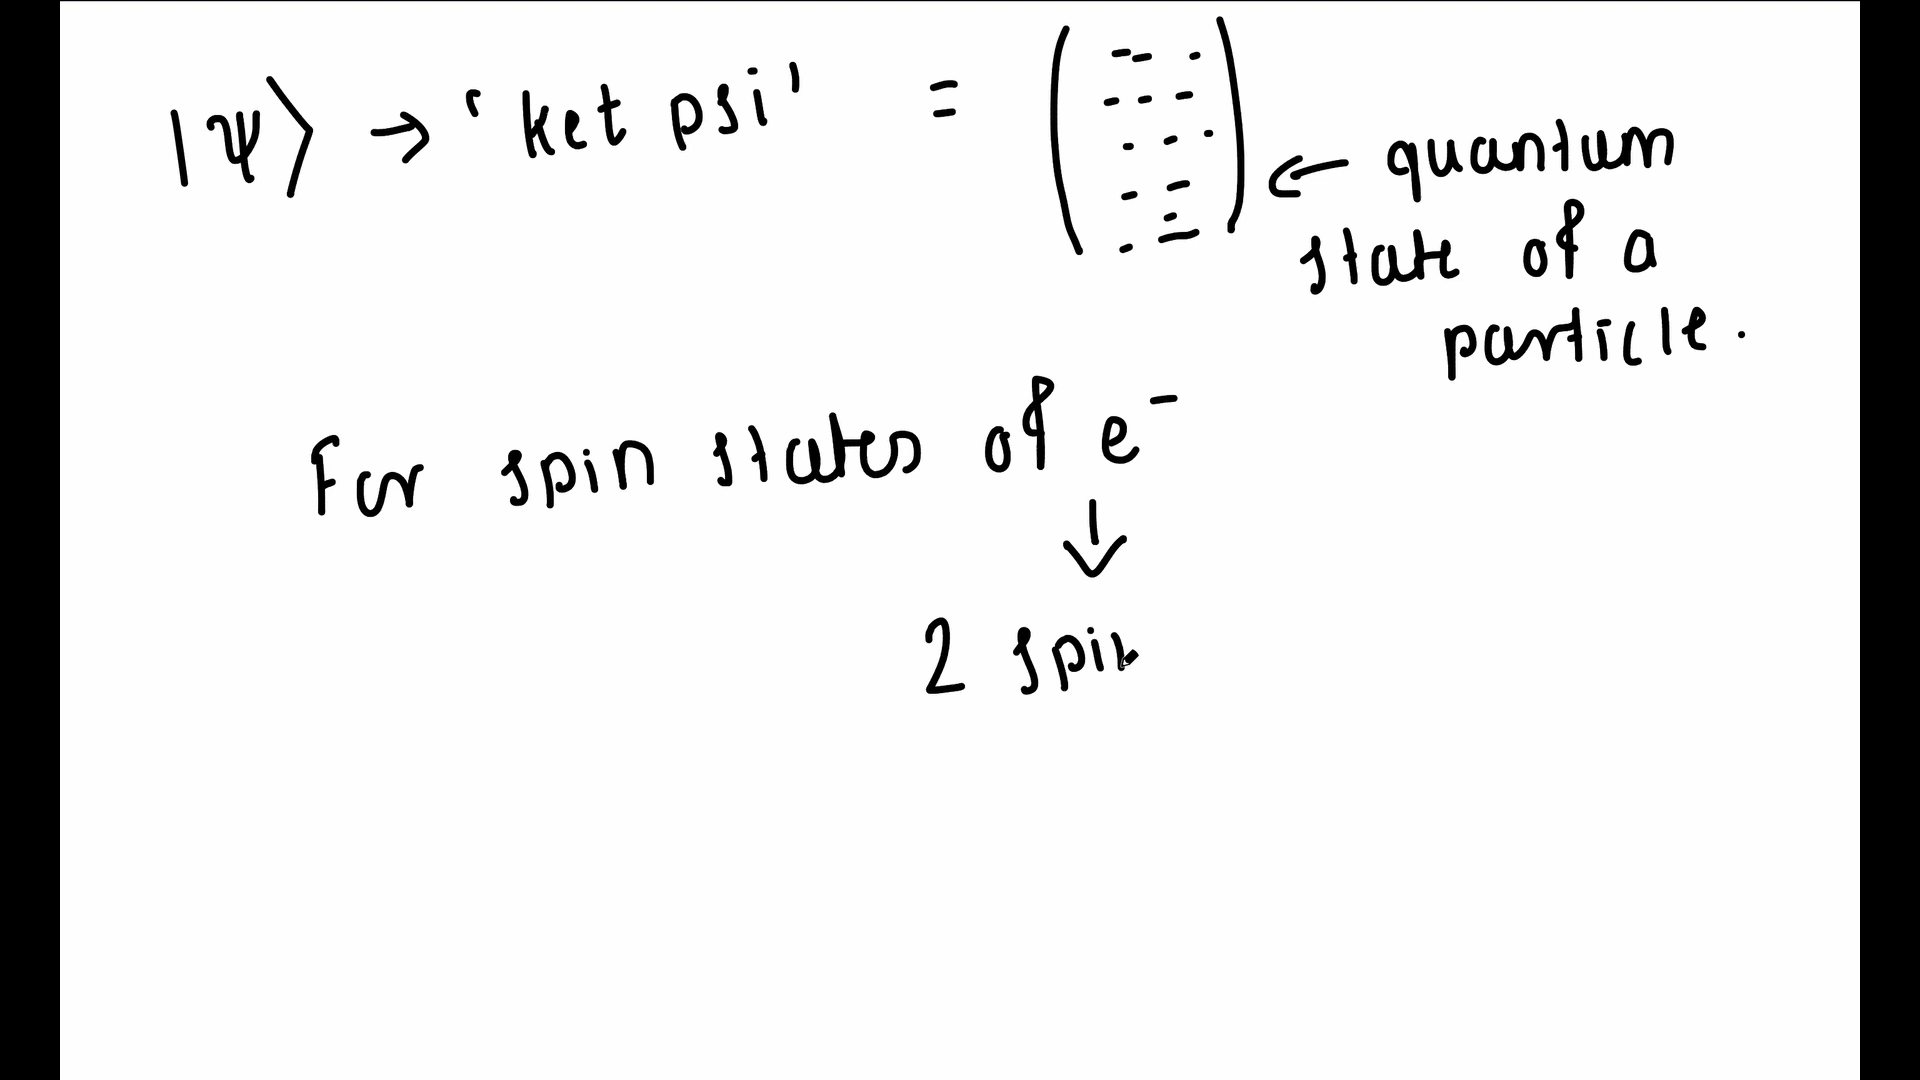 |ψ⟩ → 'ket psi' = ( ) ← quantum
state of a
particle.
For spin states of e⁻
↓
2 spin